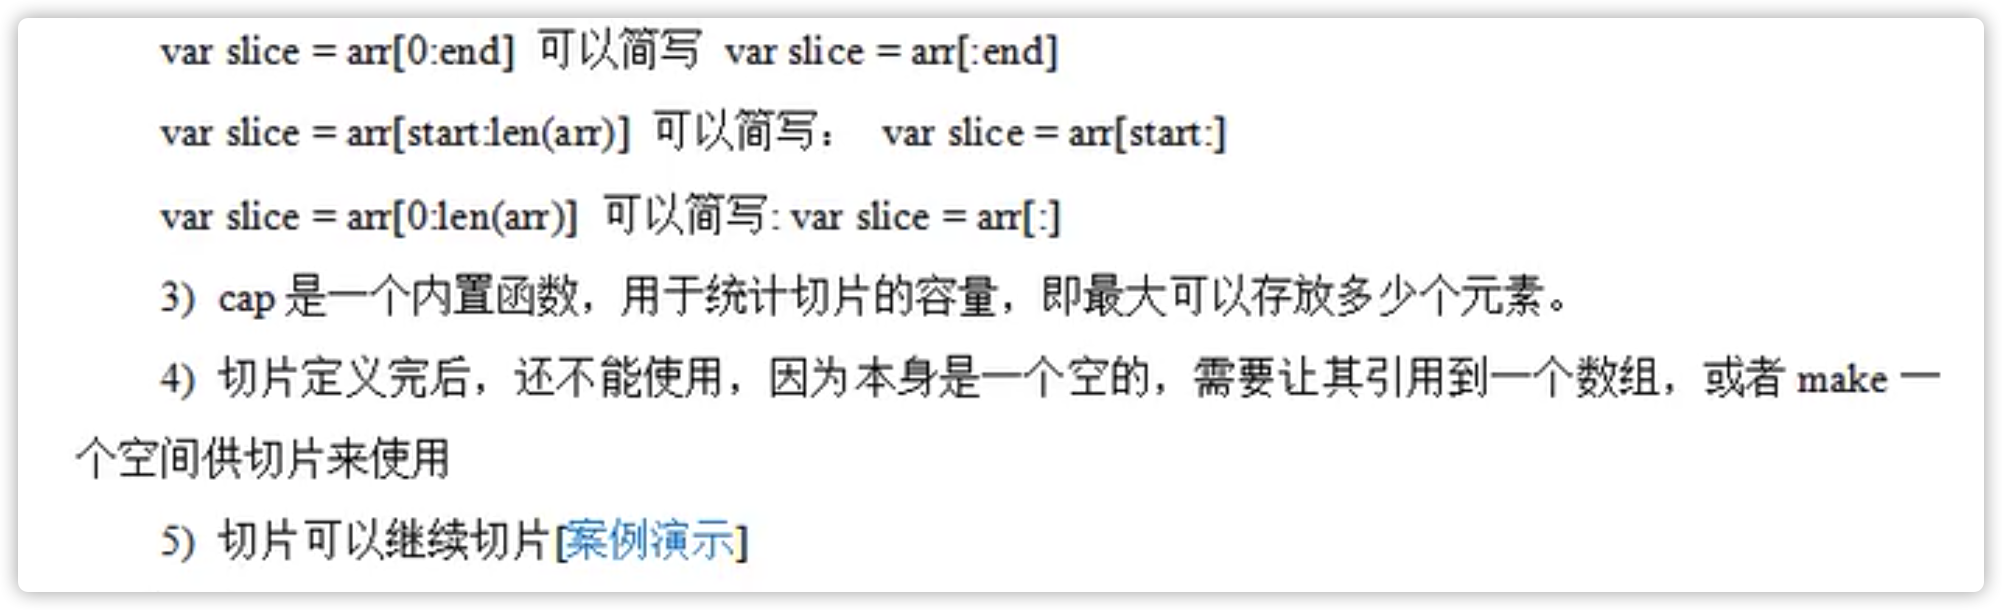 var slice = arr[0:end]  可以简写  var slice = arr[:end]
var slice = arr[start:len(arr)]  可以简写：  var slice = arr[start:]
var slice = arr[0:len(arr)]  可以简写: var slice = arr[:]
3)  cap 是一个内置函数，用于统计切片的容量，即最大可以存放多少个元素。
4)  切片定义完后，还不能使用，因为本身是一个空的，需要让其引用到一个数组，或者 make 一
个空间供切片来使用
5)  切片可以继续切片[案例演示]